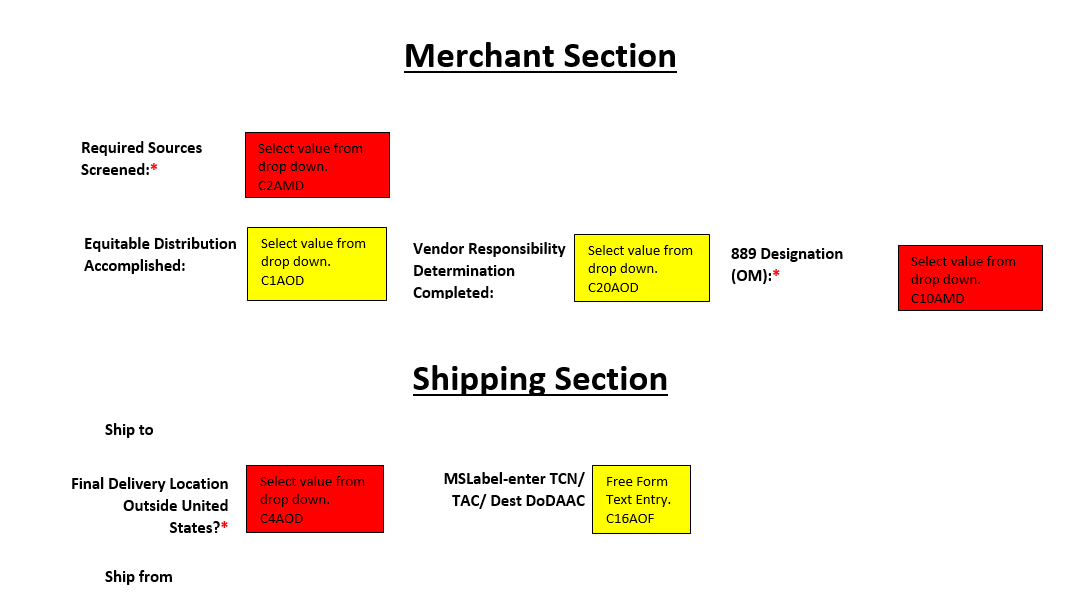 Merchant Section
Required Sources
Screened:*
Select value from
drop down.
C2AMD
Equitable Distribution
Accomplished:
Select value from
drop down.
C1AOD
Vendor Responsibility
Determination
Completed:
Select value from
drop down.
C20AOD
889 Designation
(OM):*
Select value from
drop down.
C10AMD
Shipping Section
Ship to
Final Delivery Location
Outside United
States?*
Select value from
drop down.
C4AOD
MSLabel-enter TCN/
TAC/ Dest DoDAAC
Free Form
Text Entry.
C16AOF
Ship from